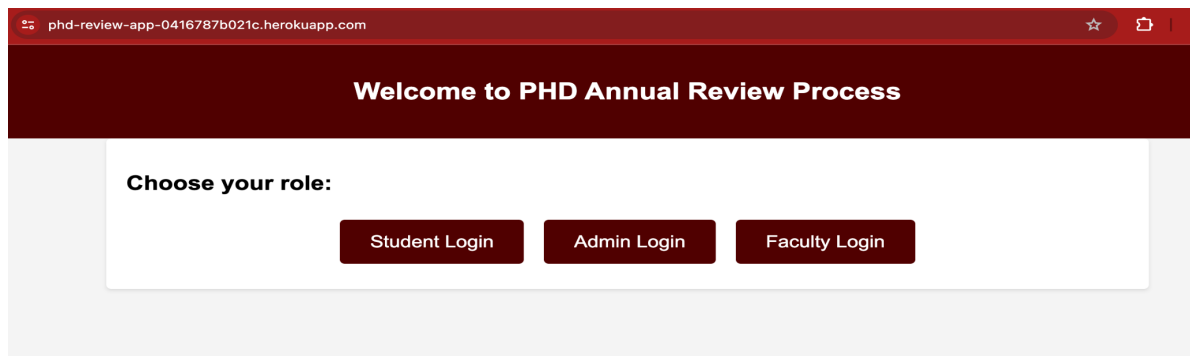 phd-review-app-0416787b021c.herokuapp.com
Welcome to PHD Annual Review Process
Choose your role:
Student Login Admin Login Faculty Login